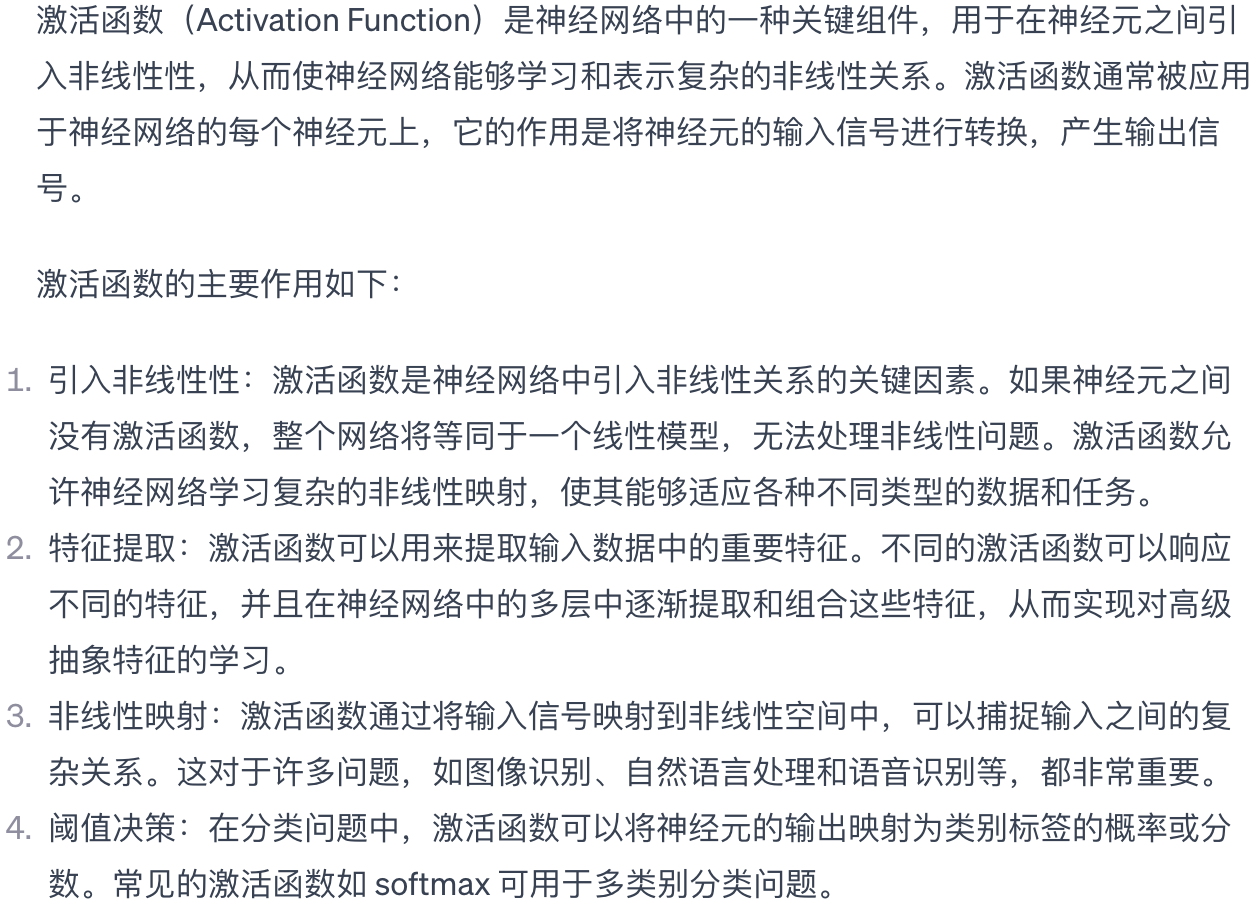 激活函数（Activation Function）是神经网络中的一种关键组件，用于在神经元之间引
入非线性性，从而使神经网络能够学习和表示复杂的非线性关系。激活函数通常被应用
于神经网络的每个神经元上，它的作用是将神经元的输入信号进行转换，产生输出信
号。
激活函数的主要作用如下：
1. 引入非线性性：激活函数是神经网络中引入非线性关系的关键因素。如果神经元之间
没有激活函数，整个网络将等同于一个线性模型，无法处理非线性问题。激活函数允
许神经网络学习复杂的非线性映射，使其能够适应各种不同类型的数据和任务。
2. 特征提取：激活函数可以用来提取输入数据中的重要特征。不同的激活函数可以响应
不同的特征，并且在神经网络中的多层中逐渐提取和组合这些特征，从而实现对高级
抽象特征的学习。
3. 非线性映射：激活函数通过将输入信号映射到非线性空间中，可以捕捉输入之间的复
杂关系。这对于许多问题，如图像识别、自然语言处理和语音识别等，都非常重要。
4. 阈值决策：在分类问题中，激活函数可以将神经元的输出映射为类别标签的概率或分
数。常见的激活函数如 softmax 可用于多类别分类问题。